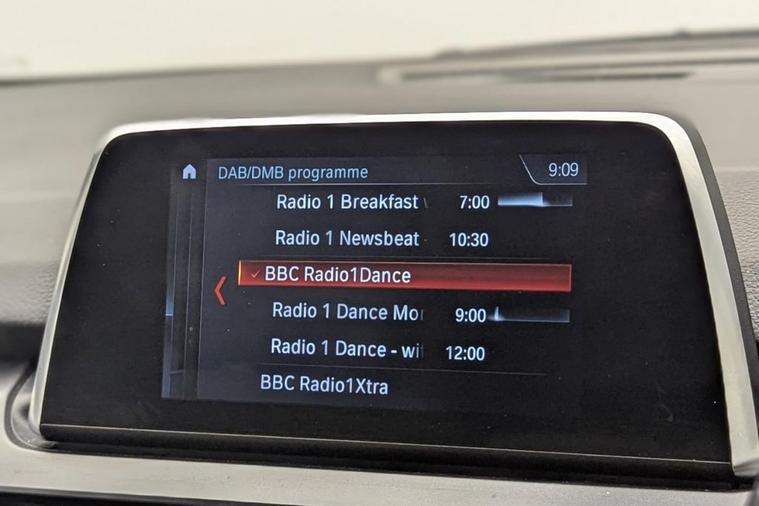 DAB/DMB programme 9:09
Radio 1 Breakfast 7:00
Radio 1 Newsbeat 10:30
BBC Radio1Dance
Radio 1 Dance Mo 9:00
Radio 1 Dance - wi 12:00
BBC Radio1Xtra